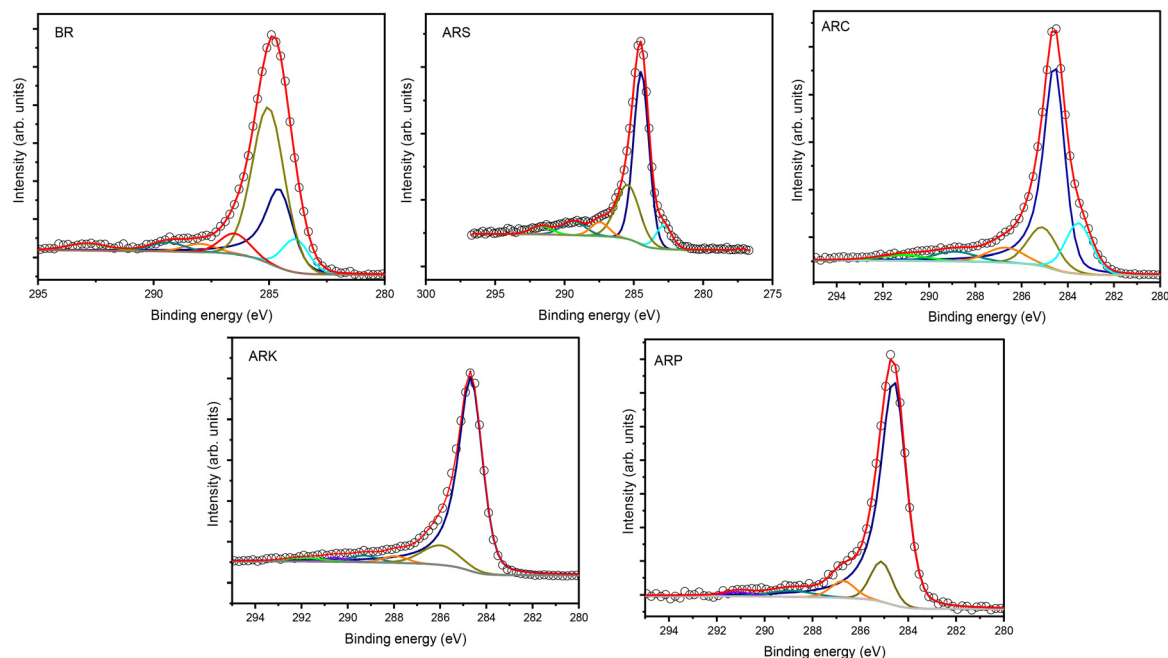 BR
Intensity (arb. units)
295 290 285 280
Binding energy (eV)
ARS
Intensity (arb. units)
300 295 290 285 280 275
Binding energy (eV)
ARC
Intensity (arb. units)
294 292 290 288 286 284 282 280
Binding energy (eV)
ARK
Intensity (arb. units)
294 292 290 288 286 284 282 280
Binding energy (eV)
ARP
Intensity (arb. units)
294 292 290 288 286 284 282 280
Binding energy (eV)